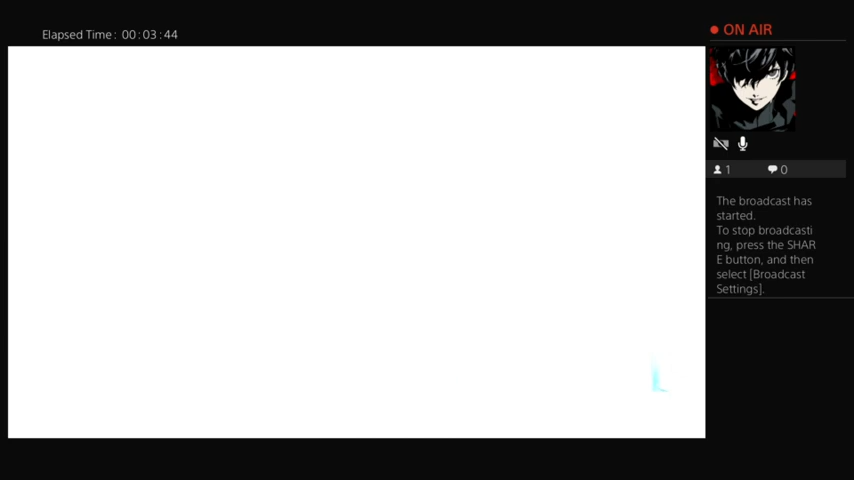 Elapsed Time: 00:03:44
ON AIR
1 0
The broadcast has
started.
To stop broadcasti
ng, press the SHAR
E button, and then
select [Broadcast
Settings].